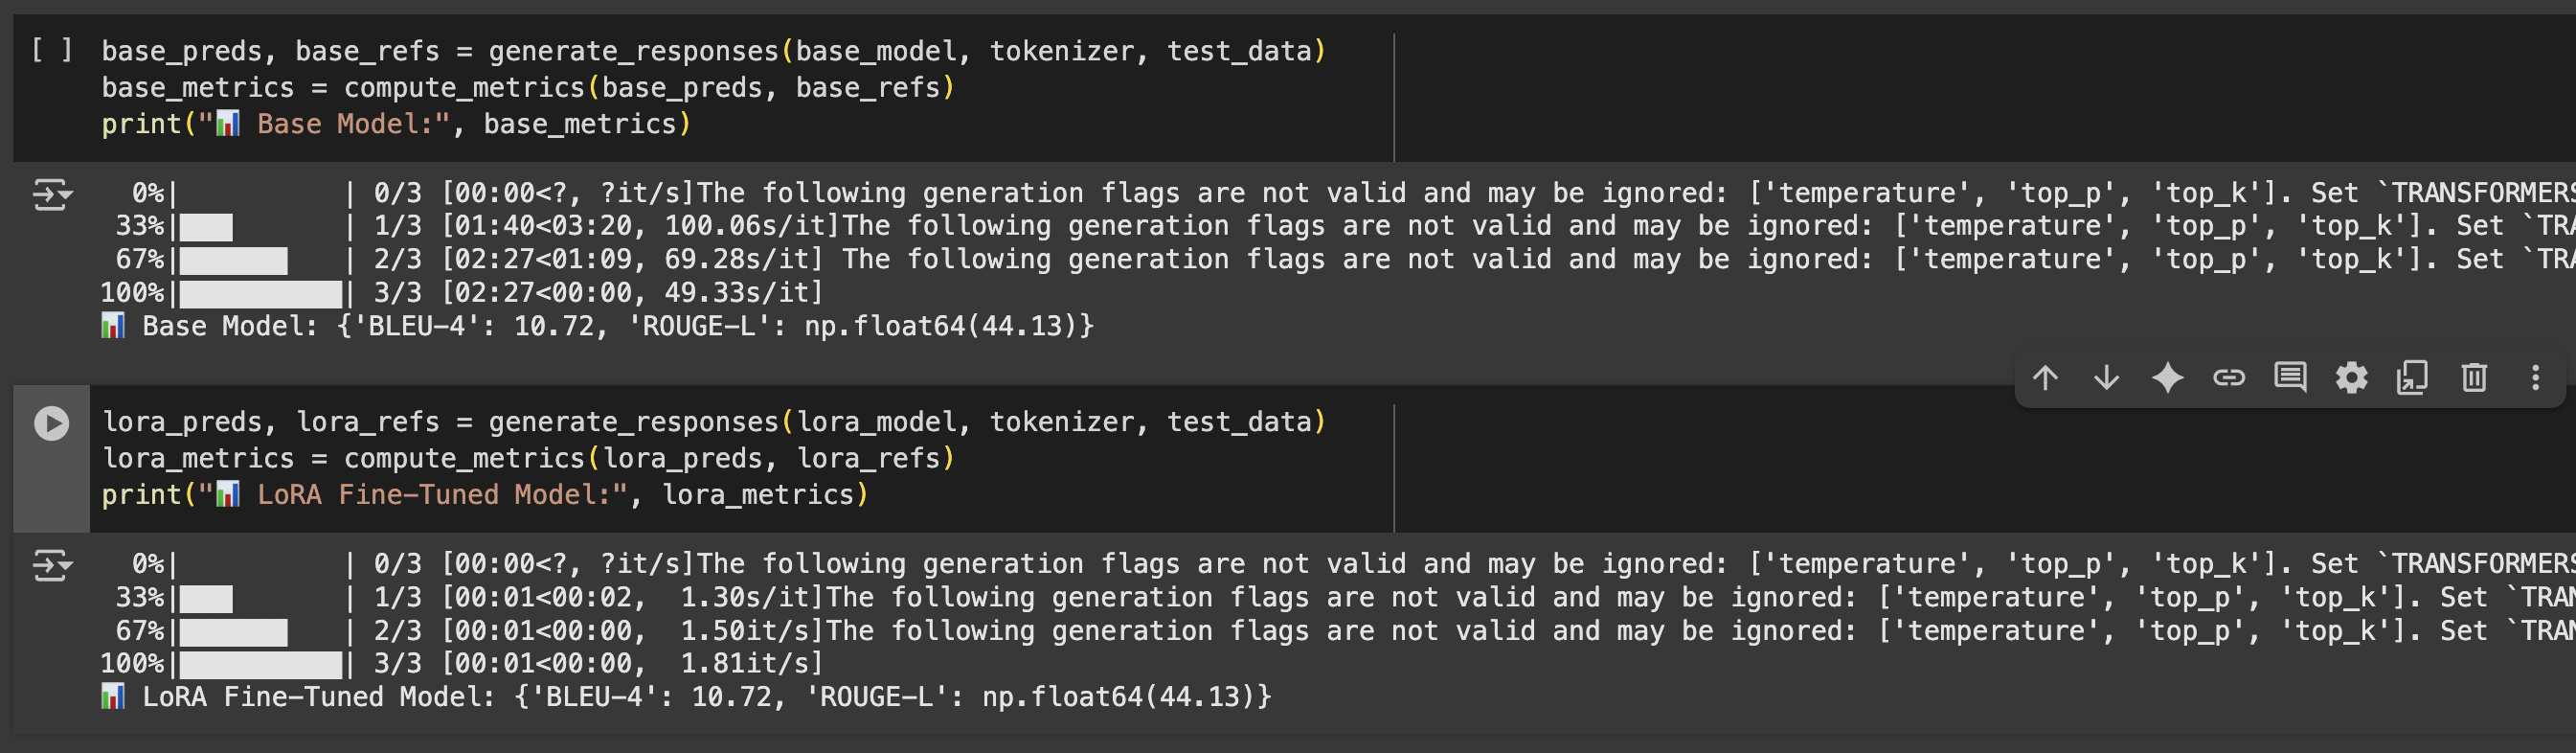 [ ] base_preds, base_refs = generate_responses(base_model, tokenizer, test_data)
base_metrics = compute_metrics(base_preds, base_refs)
print("📊 Base Model:", base_metrics)
0%| | 0/3 [00:00<?, ?it/s]The following generation flags are not valid and may be ignored: ['temperature', 'top_p', 'top_k']. Set `TRANSFORMERS
33%| | 1/3 [01:40<03:20, 100.06s/it]The following generation flags are not valid and may be ignored: ['temperature', 'top_p', 'top_k']. Set `TRA
67%| | 2/3 [02:27<01:09, 69.28s/it] The following generation flags are not valid and may be ignored: ['temperature', 'top_p', 'top_k']. Set `TRA
100%| | 3/3 [02:27<00:00, 49.33s/it]
📊 Base Model: {'BLEU-4': 10.72, 'ROUGE-L': np.float64(44.13)}
lora_preds, lora_refs = generate_responses(lora_model, tokenizer, test_data)
lora_metrics = compute_metrics(lora_preds, lora_refs)
print("📊 LoRA Fine-Tuned Model:", lora_metrics)
0%| | 0/3 [00:00<?, ?it/s]The following generation flags are not valid and may be ignored: ['temperature', 'top_p', 'top_k']. Set `TRANSFORMERS
33%| | 1/3 [00:01<00:02, 1.30s/it]The following generation flags are not valid and may be ignored: ['temperature', 'top_p', 'top_k']. Set `TRAN
67%| | 2/3 [00:01<00:00, 1.50it/s]The following generation flags are not valid and may be ignored: ['temperature', 'top_p', 'top_k']. Set `TRAN
100%| | 3/3 [00:01<00:00, 1.81it/s]
📊 LoRA Fine-Tuned Model: {'BLEU-4': 10.72, 'ROUGE-L': np.float64(44.13)}